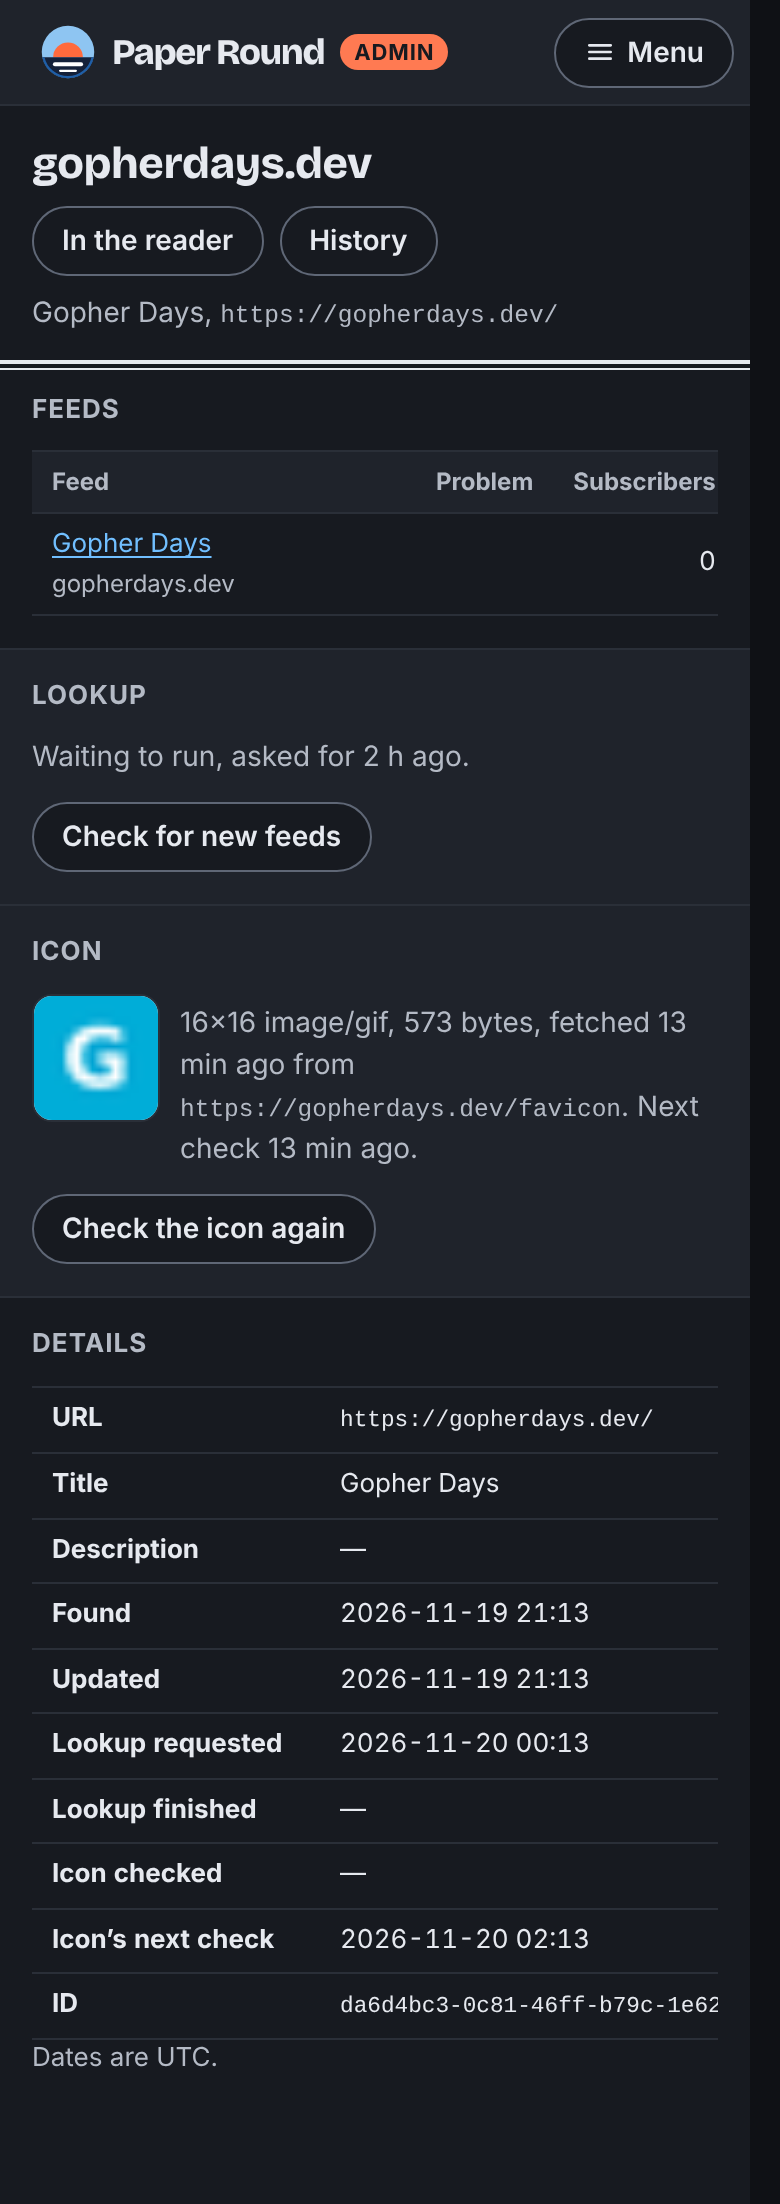 Paper Round ADMIN Menu
gopherdays.dev
In the reader History
Gopher Days, https://gopherdays.dev/
FEEDS
Feed Problem Subscribers
Gopher Days
gopherdays.dev
0
LOOKUP
Waiting to run, asked for 2 h ago.
Check for new feeds
ICON
G
16×16 image/gif, 573 bytes, fetched 13
min ago from
https://gopherdays.dev/favicon. Next
check 13 min ago.
Check the icon again
DETAILS
URL https://gopherdays.dev/
Title Gopher Days
Description —
Found 2026-11-19 21:13
Updated 2026-11-19 21:13
Lookup requested 2026-11-20 00:13
Lookup finished —
Icon checked —
Icon’s next check 2026-11-20 02:13
ID da6d4bc3-0c81-46ff-b79c-1e62
Dates are UTC.